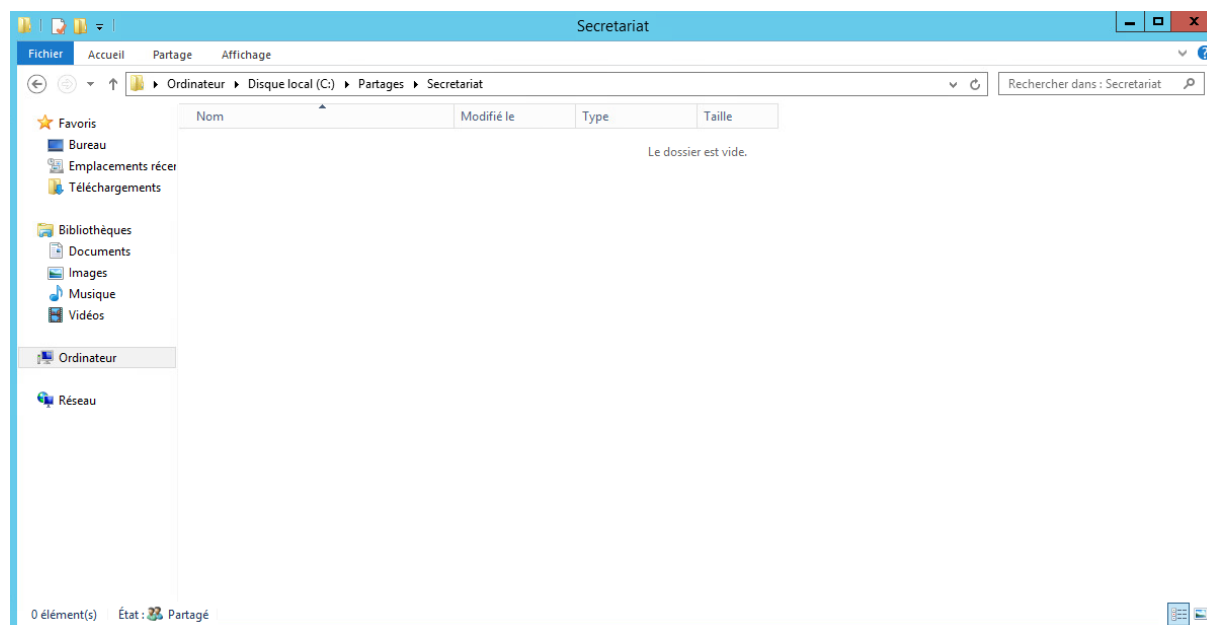 Secretariat
Fichier Accueil Partage Affichage
Ordinateur Disque local (C:) Partages Secretariat Rechercher dans : Secretariat
Nom Modifié le Type Taille
Le dossier est vide.
Favoris
Bureau
Emplacements récer
Téléchargements
Bibliothèques
Documents
Images
Musique
Vidéos
Ordinateur
Réseau
0 élément(s) État : Partagé